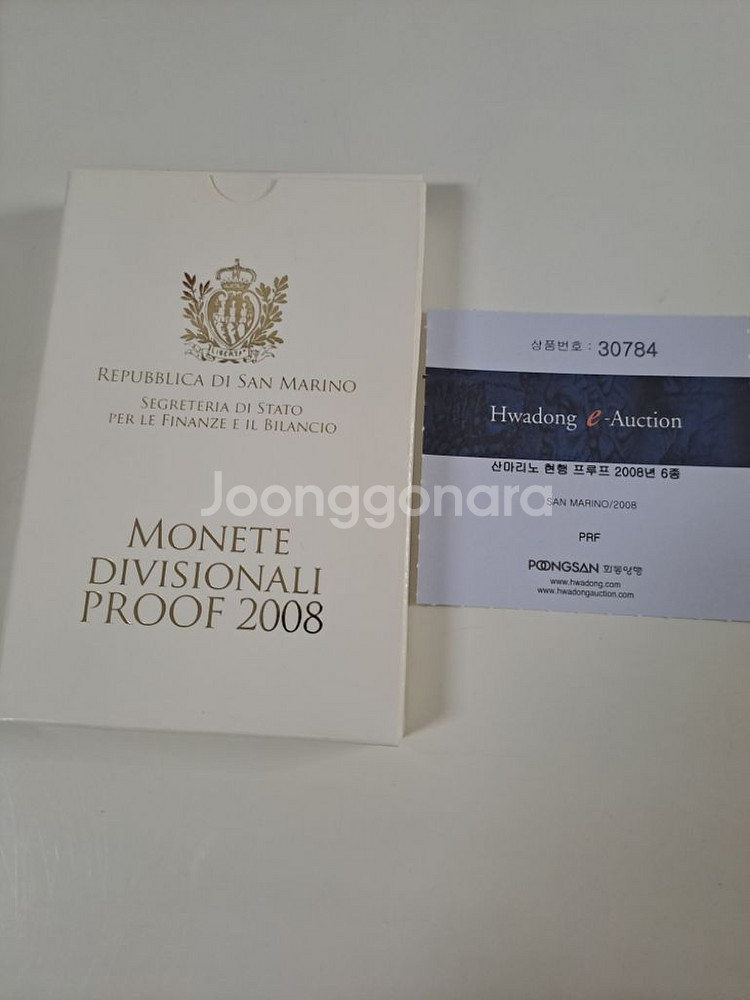 LIBERTAS
REPUBBLICA DI SAN MARINO
SEGRETERIA DI STATO
PER LE FINANZE E IL BILANCIO
MONETE
DIVISIONALI
PROOF 2008
상품번호 : 30784
Hwadong e-Auction
산마리노 현행 프루프 2008년 6종
SAN MARINO/2008
PRF
POONGSAN 화동양행
www.hwadong.com
www.hwadongauction.com
Joonggonara